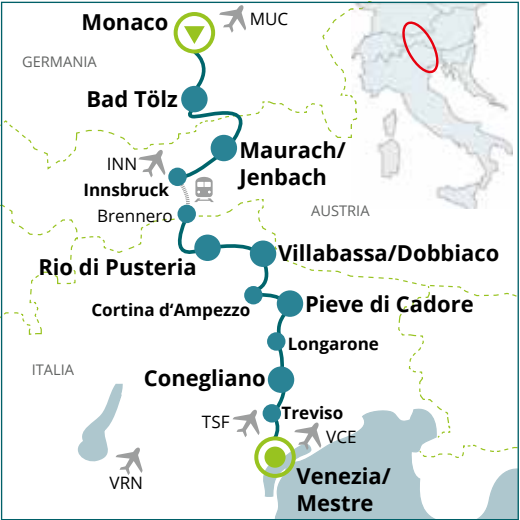 Monaco
MUC
GERMANIA
Bad Tölz
Maurach/
Jenbach
INN
Innsbruck
Brennero
AUSTRIA
Rio di Pusteria
Villabassa/Dobbiaco
Cortina d‘Ampezzo
Pieve di Cadore
Longarone
ITALIA
Conegliano
TSF
Treviso
VCE
VRN
Venezia/
Mestre